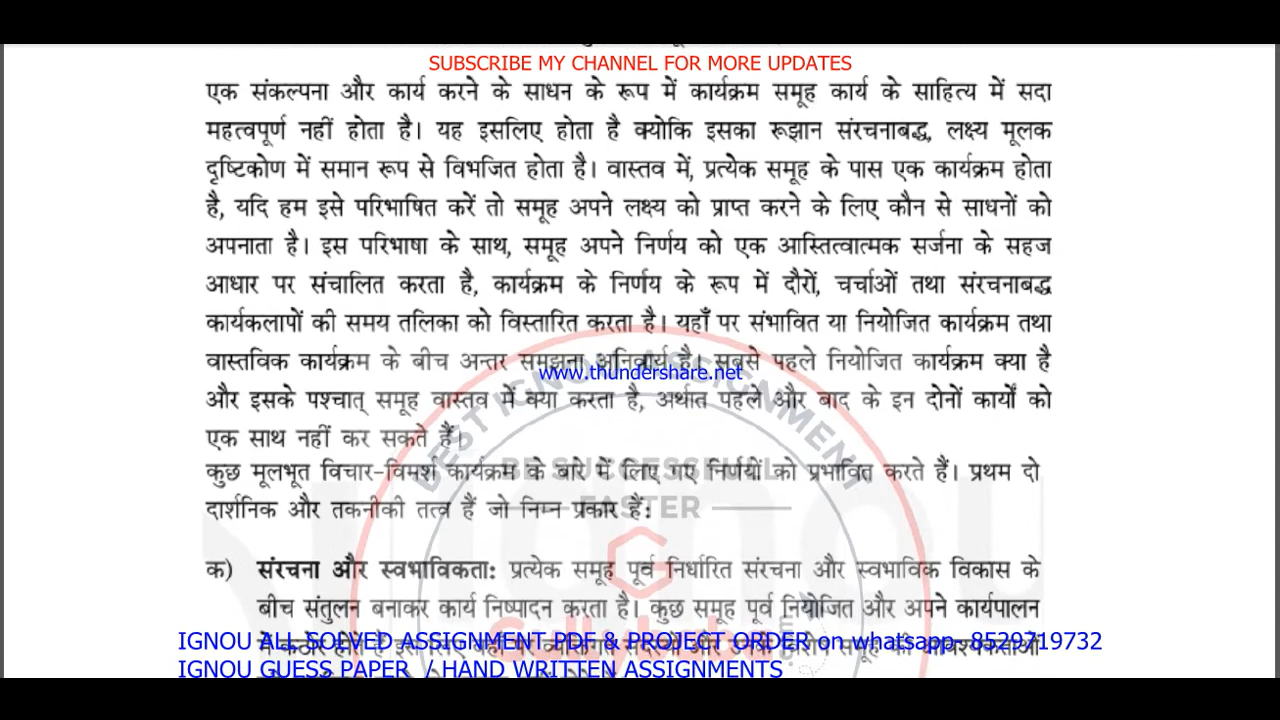 SUBSCRIBE MY CHANNEL FOR MORE UPDATES
एक संकल्पना और कार्य करने के साधन के रूप में कार्यक्रम समूह कार्य के साहित्य में सदा
महत्वपूर्ण नहीं होता है। यह इसलिए होता है क्योकि इसका रूझान संरचनाबद्ध, लक्ष्य मूलक
दृष्टिकोण में समान रूप से विभजित होता है। वास्तव में, प्रत्येक समूह के पास एक कार्यक्रम होता
है, यदि हम इसे परिभाषित करें तो समूह अपने लक्ष्य को प्राप्त करने के लिए कौन से साधनों को
अपनाता है। इस परिभाषा के साथ, समूह अपने निर्णय को एक आस्तित्वात्मक सर्जना के सहज
आधार पर संचालित करता है, कार्यक्रम के निर्णय के रूप में दौरों, चर्चाओं तथा संरचनाबद्ध
कार्यकलापों की समय तलिका को विस्तारित करता है। यहाँ पर संभावित या नियोजित कार्यक्रम तथा
वास्तविक कार्यक्रम के बीच अन्तर समझना अनिवार्य है। सबसे पहले नियोजित कार्यक्रम क्या है
www.thundershare.net
और इसके पश्चात् समूह वास्तव में क्या करता है, अर्थात पहले और बाद के इन दोनों कार्यों को
एक साथ नहीं कर सकते हैं।
कुछ मूलभूत विचार-विमर्श कार्यक्रम के बारे में लिए गए निर्णयों को प्रभावित करते हैं। प्रथम दो
दार्शनिक और तकनीकी तत्व हैं जो निम्न प्रकार हैं:
BEST IGNOU ASSIGNMENT
BE SUCCESSFUL
FASTER
क) संरचना और स्वभाविकता: प्रत्येक समूह पूर्व निर्धारित संरचना और स्वभाविक विकास के
बीच संतुलन बनाकर कार्य निष्पादन करता है। कुछ समूह पूर्व नियोजित और अपने कार्यपालन
IGNOU ALL SOLVED ASSIGNMENT PDF & PROJECT ORDER on whatsapp- 8529719732
IGNOU GUESS PAPER / HAND WRITTEN ASSIGNMENTS